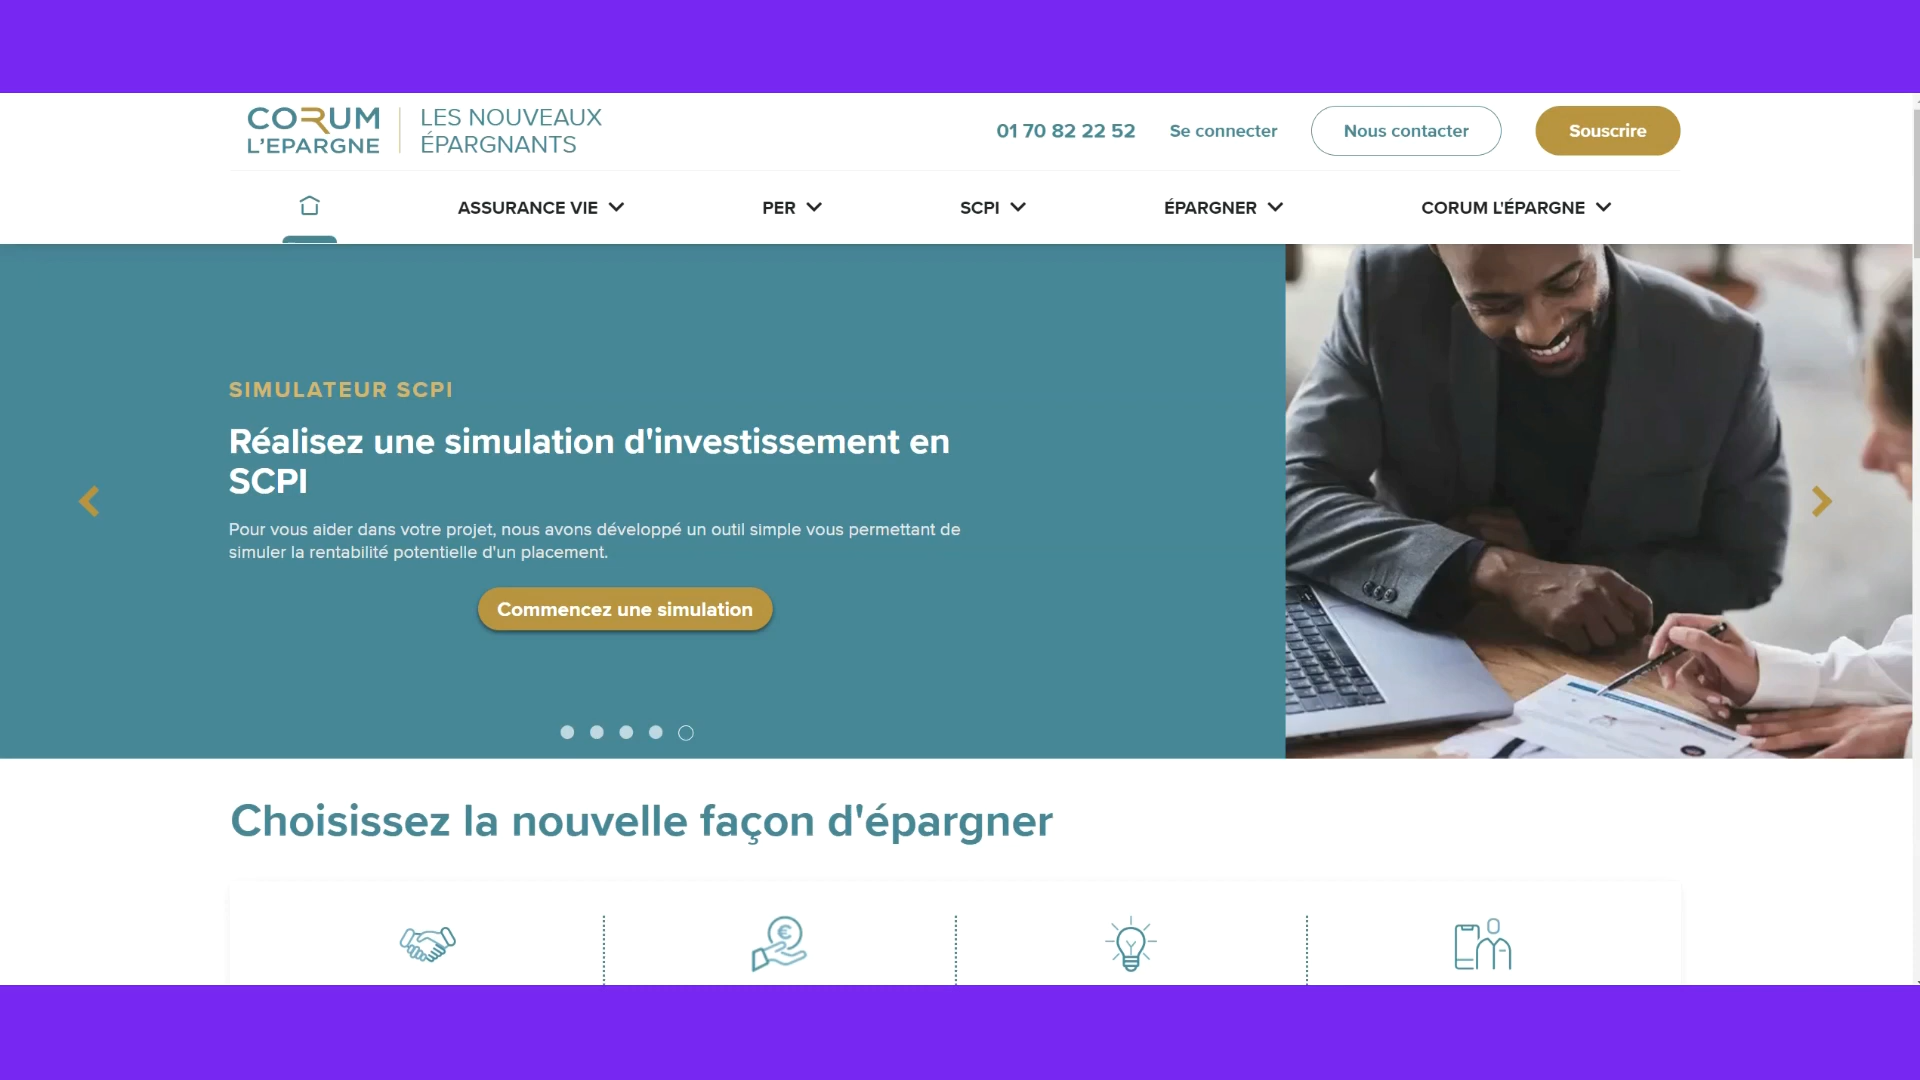 CORUM
L'EPARGNE
LES NOUVEAUX
ÉPARGNANTS
01 70 82 22 52
Se connecter
Nous contacter
Souscrire
ASSURANCE VIE
PER
SCPI
ÉPARGNER
CORUM L'ÉPARGNE
SIMULATEUR SCPI
Réalisez une simulation d'investissement en
SCPI
Pour vous aider dans votre projet, nous avons développé un outil simple vous permettant de
simuler la rentabilité potentielle d'un placement.
Commencez une simulation
Choisissez la nouvelle façon d'épargner